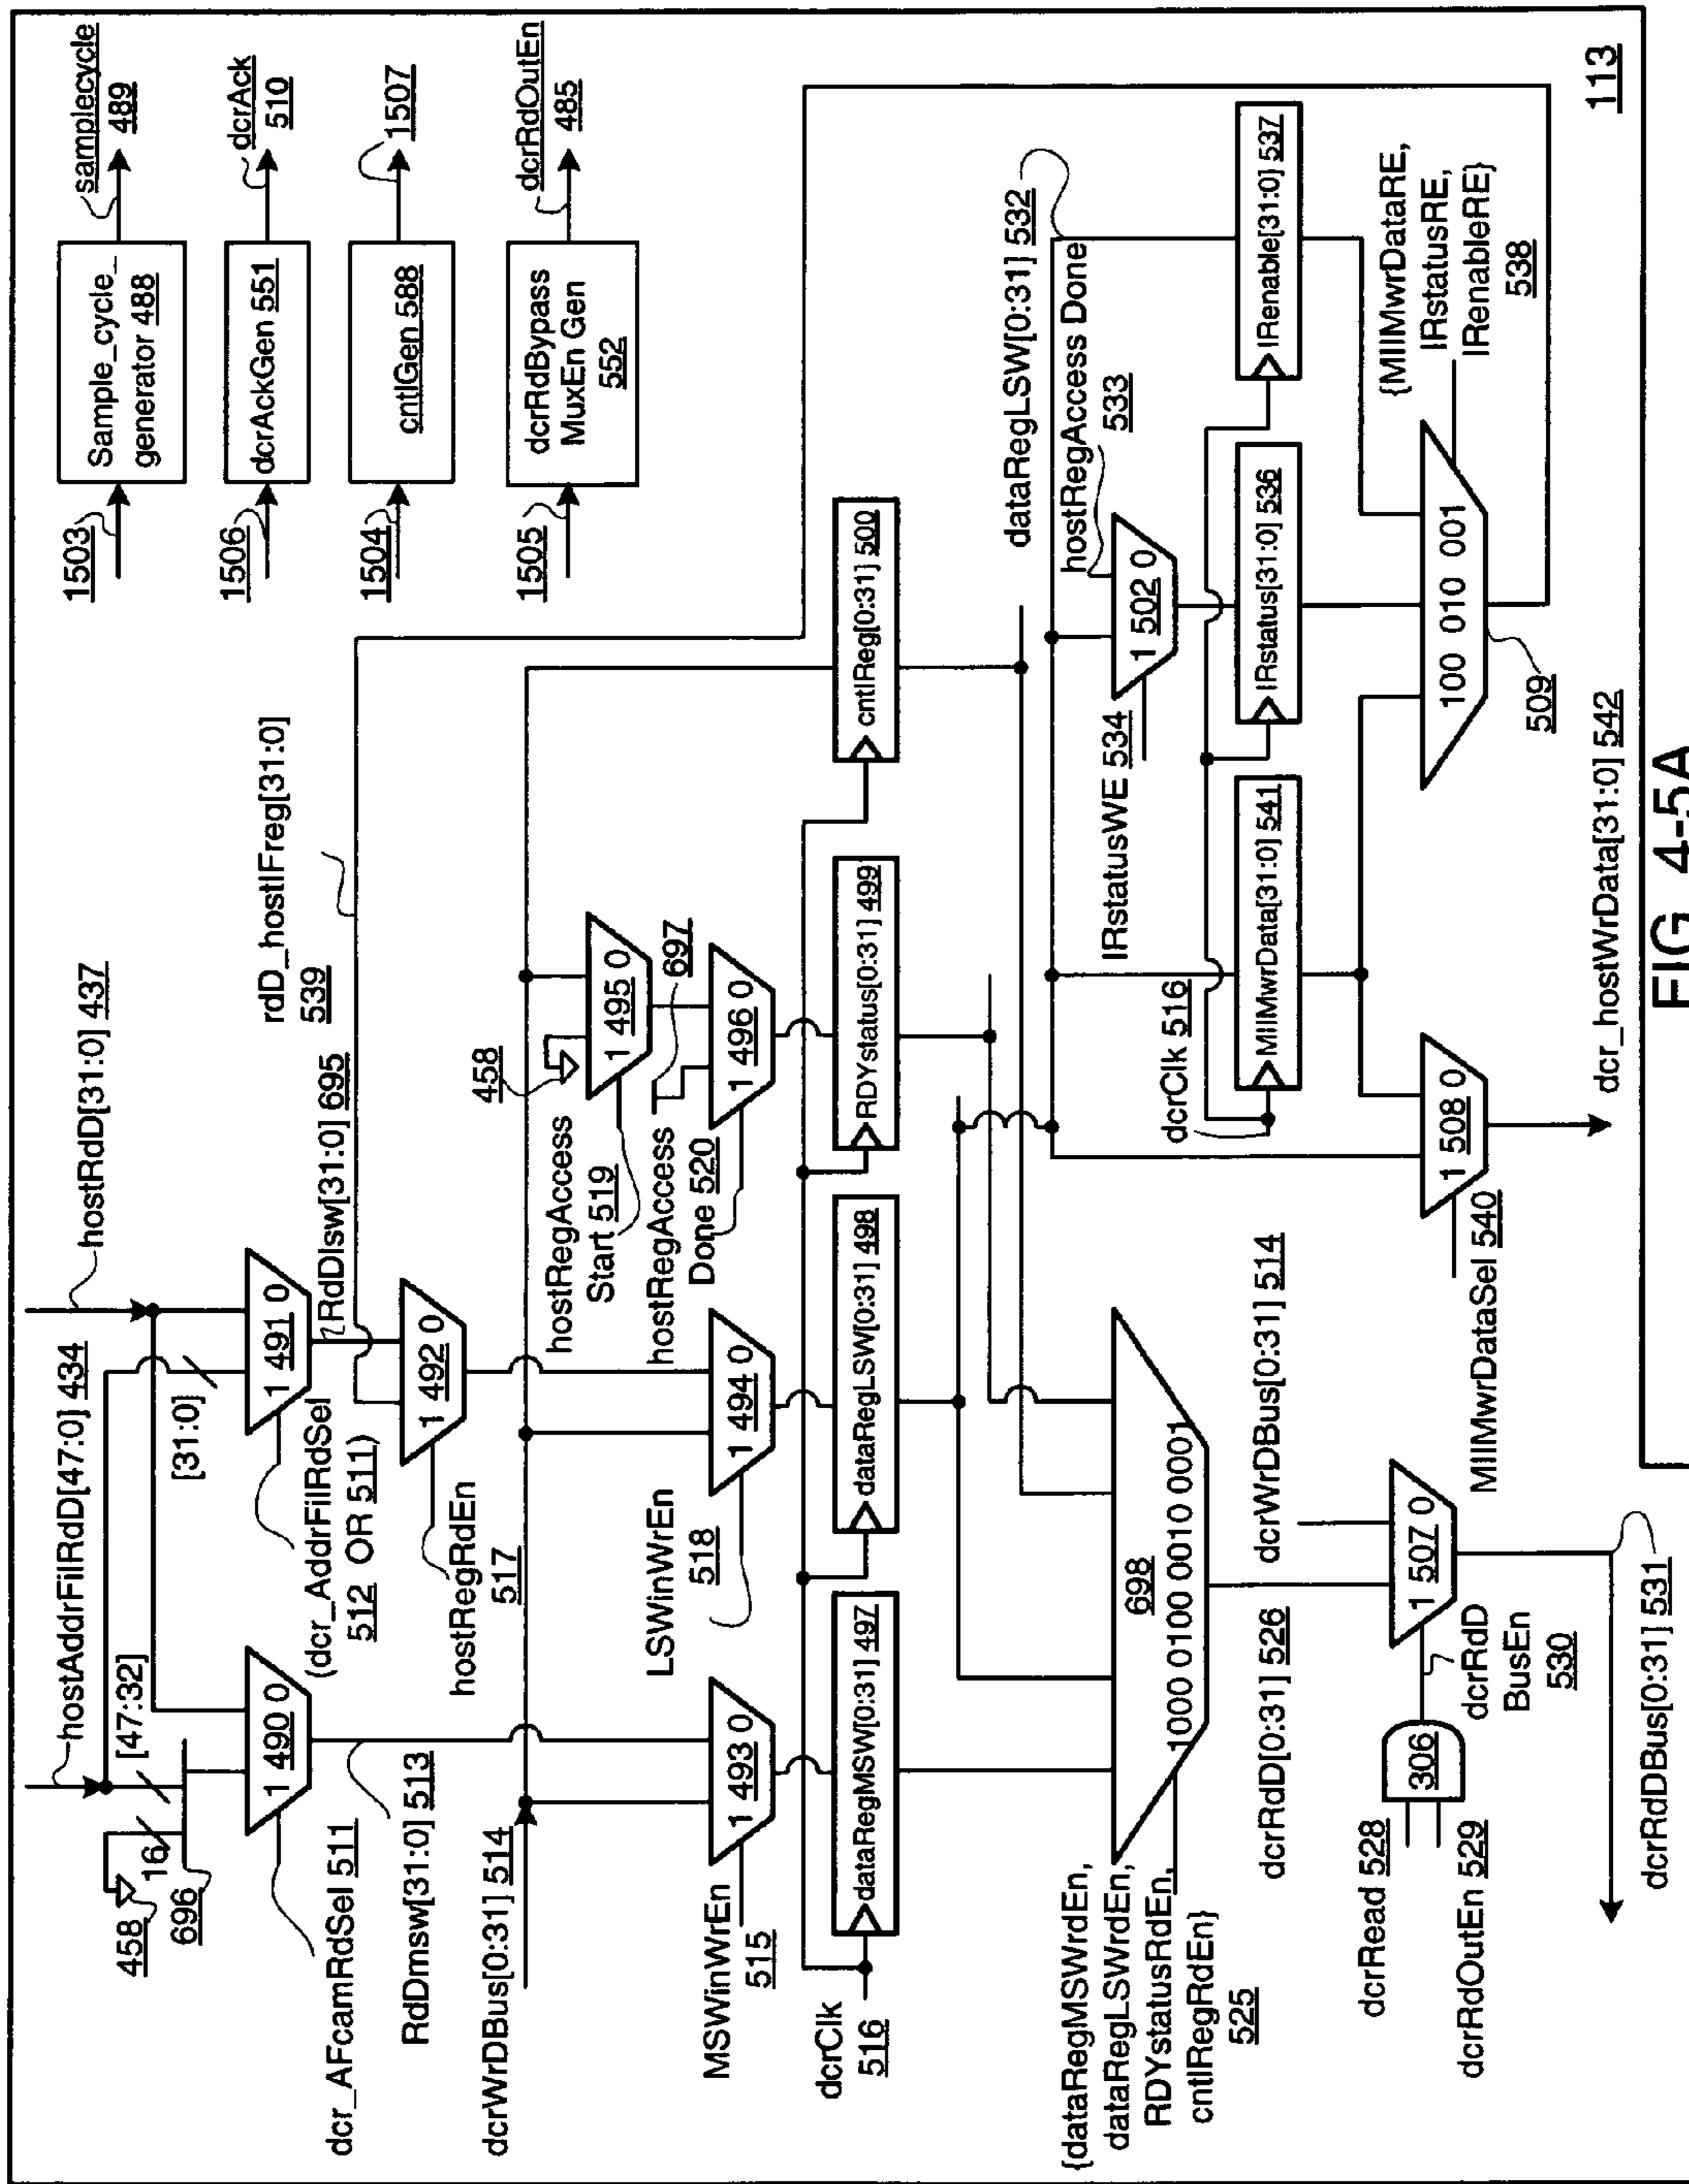 hostAddrFilRdD[47:0] 434
hostRdD[31:0] 437
458
16
[47:32]
696
[31:0]
1 490 0
1 491 0
dcr_AFcamRdSel 511
(dcr_AddrFilRdSel
512 OR 511)
RdDlsw[31:0] 695
rdD_hostIFreg[31:0]
539
RdDmsw[31:0] 513
1 492 0
hostRegRdEn
517
dcrWrDBus[0:31] 514
458
hostRegAccess
Start 519
1 495 0
697
hostRegAccess
Done 520
MSWinWrEn
515
1 493 0
LSWinWrEn
518
1 494 0
1 496 0
dcrClk
516
dataRegMSW[0:31] 497
dataRegLSW[0:31] 498
RDYstatus[0:31] 499
cntlReg[0:31] 500
1503
Sample_cycle_
generator 488
samplecycle
489
1506
dcrAckGen 551
dcrAck
510
1504
cntlGen 588
1507
1505
dcrRdBypass
MuxEn Gen
552
dcrRdOutEn
485
{dataRegMSWrdEn,
dataRegLSWrdEn,
RDYstatusRdEn,
cntlRegRdEn}
525
698
1000 0100 0010 0001
dcrRdD[0:31] 526
dcrWrDBus[0:31] 514
1 507 0
dcrRead 528
dcrRdOutEn 529
306
dcrRdD
BusEn
530
dcrRdDBus[0:31] 531
dataRegLSW[0:31] 532
hostRegAccess Done
533
IRstatusWE 534
1 502 0
dcrClk 516
MIIMwrData[31:0] 541
IRstatus[31:0] 536
IRenable[31:0] 537
MIIMwrDataSel 540
1 508 0
100 010 001
509
{MIIMwrDataRE,
IRstatusRE,
IRenableRE}
538
dcr_hostWrData[31:0] 542
113
FIG. 4-5A